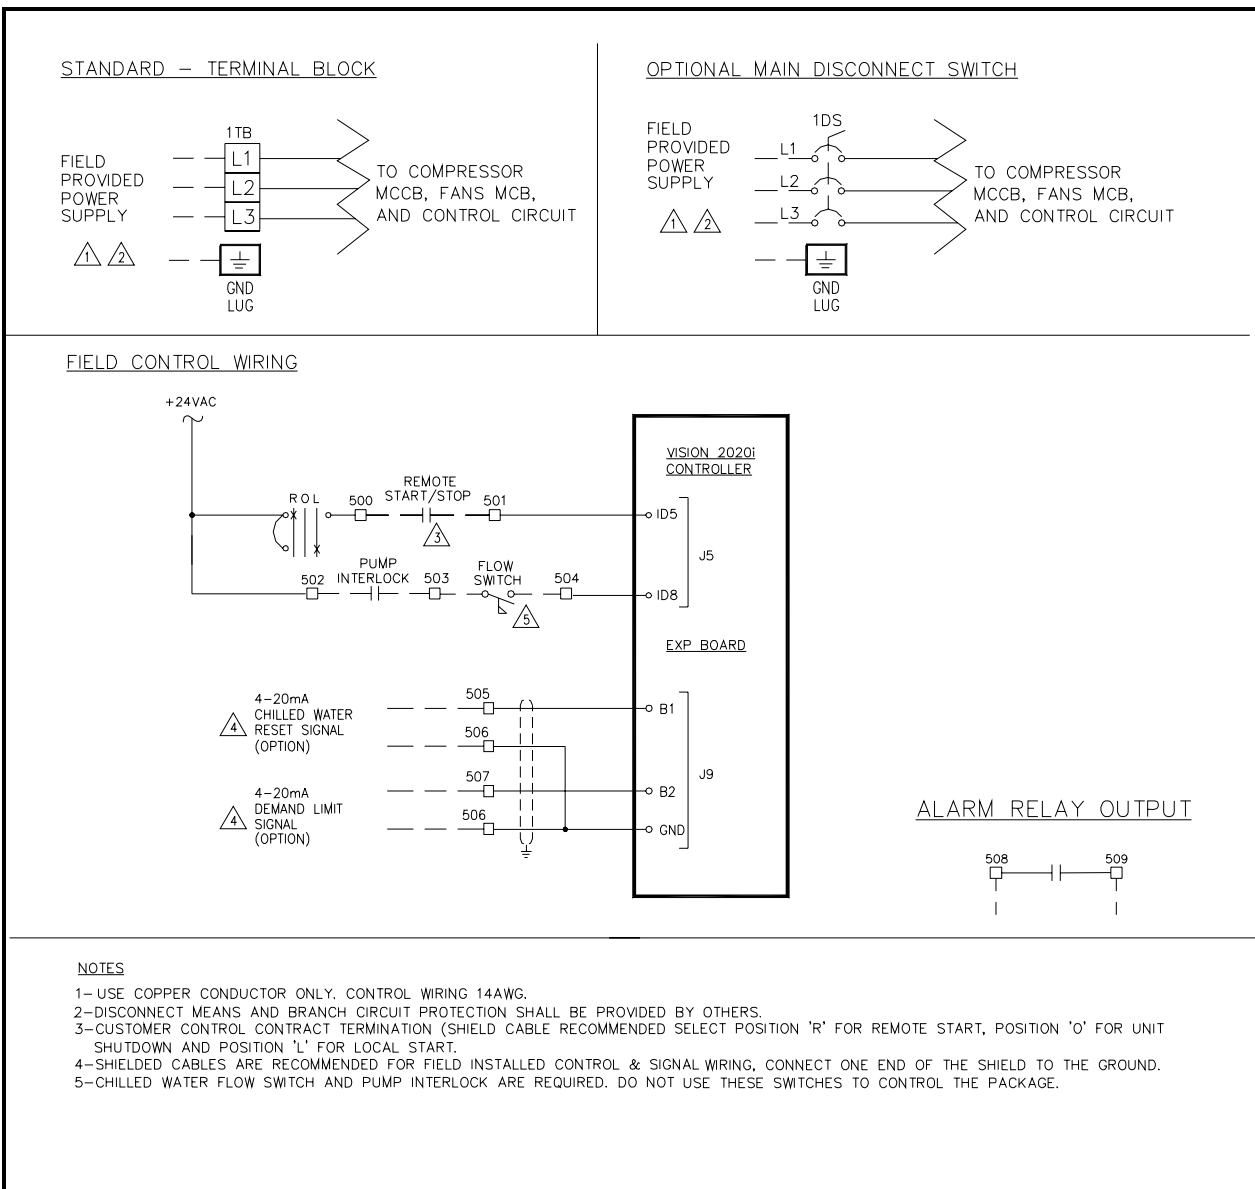 STANDARD – TERMINAL BLOCK
1TB
FIELD
PROVIDED
POWER
SUPPLY
L1
L2
L3
TO COMPRESSOR
MCCB, FANS MCB,
AND CONTROL CIRCUIT
1
2
GND
LUG
OPTIONAL MAIN DISCONNECT SWITCH
1DS
FIELD
PROVIDED
POWER
SUPPLY
L1
L2
L3
TO COMPRESSOR
MCCB, FANS MCB,
AND CONTROL CIRCUIT
1
2
GND
LUG
FIELD CONTROL WIRING
+24VAC
R O L
500
REMOTE
START/STOP
501
3
502
PUMP
INTERLOCK
503
FLOW
SWITCH
504
5
VISION 2020i
CONTROLLER
ID5
J5
ID8
EXP BOARD
4
4–20mA
CHILLED WATER
RESET SIGNAL
(OPTION)
505
506
B1
J9
4
4–20mA
DEMAND LIMIT
SIGNAL
(OPTION)
507
506
B2
GND
ALARM RELAY OUTPUT
508
509
NOTES
1– USE COPPER CONDUCTOR ONLY. CONTROL WIRING 14AWG.
2–DISCONNECT MEANS AND BRANCH CIRCUIT PROTECTION SHALL BE PROVIDED BY OTHERS.
3–CUSTOMER CONTROL CONTRACT TERMINATION (SHIELD CABLE RECOMMENDED SELECT POSITION 'R' FOR REMOTE START, POSITION 'O' FOR UNIT
SHUTDOWN AND POSITION 'L' FOR LOCAL START.
4–SHIELDED CABLES ARE RECOMMENDED FOR FIELD INSTALLED CONTROL & SIGNAL WIRING, CONNECT ONE END OF THE SHIELD TO THE GROUND.
5–CHILLED WATER FLOW SWITCH AND PUMP INTERLOCK ARE REQUIRED. DO NOT USE THESE SWITCHES TO CONTROL THE PACKAGE.